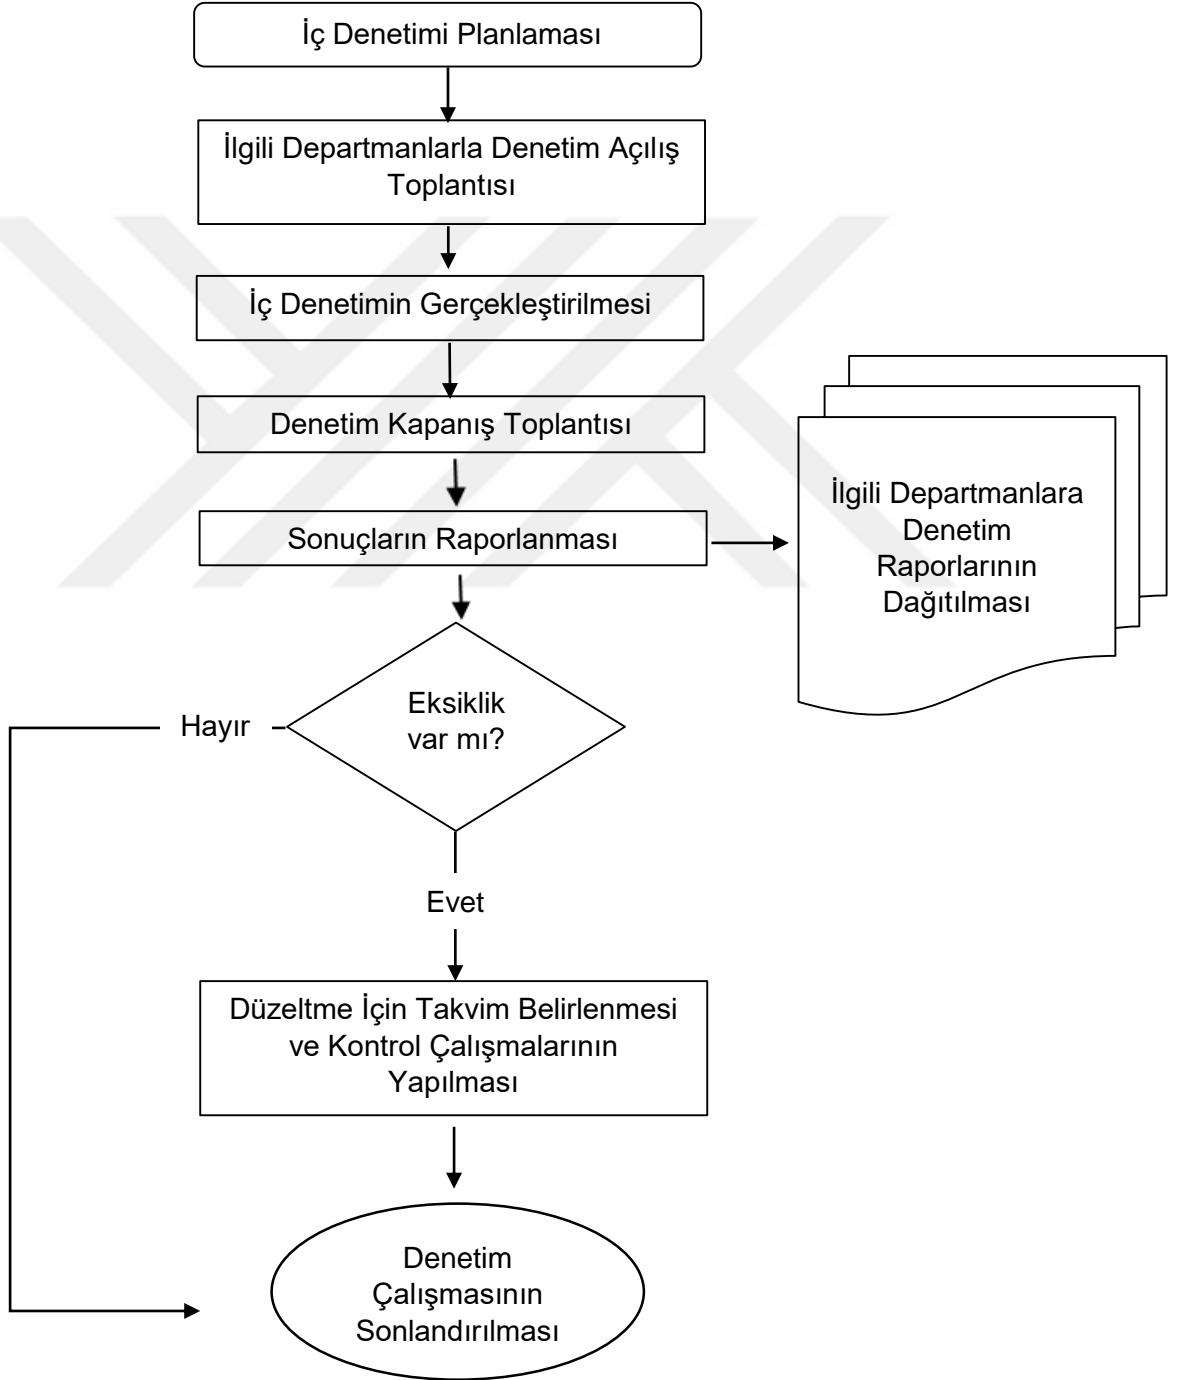 İç Denetimi Planlaması
İlgili Departmanlarla Denetim Açılış
Toplantısı
İç Denetimin Gerçekleştirilmesi
Denetim Kapanış Toplantısı
Sonuçların Raporlanması
İlgili Departmanlara
Denetim
Raporlarının
Dağıtılması
Eksiklik
var mı?
Hayır
Evet
Düzeltme İçin Takvim Belirlenmesi
ve Kontrol Çalışmalarının
Yapılması
Denetim
Çalışmasının
Sonlandırılması